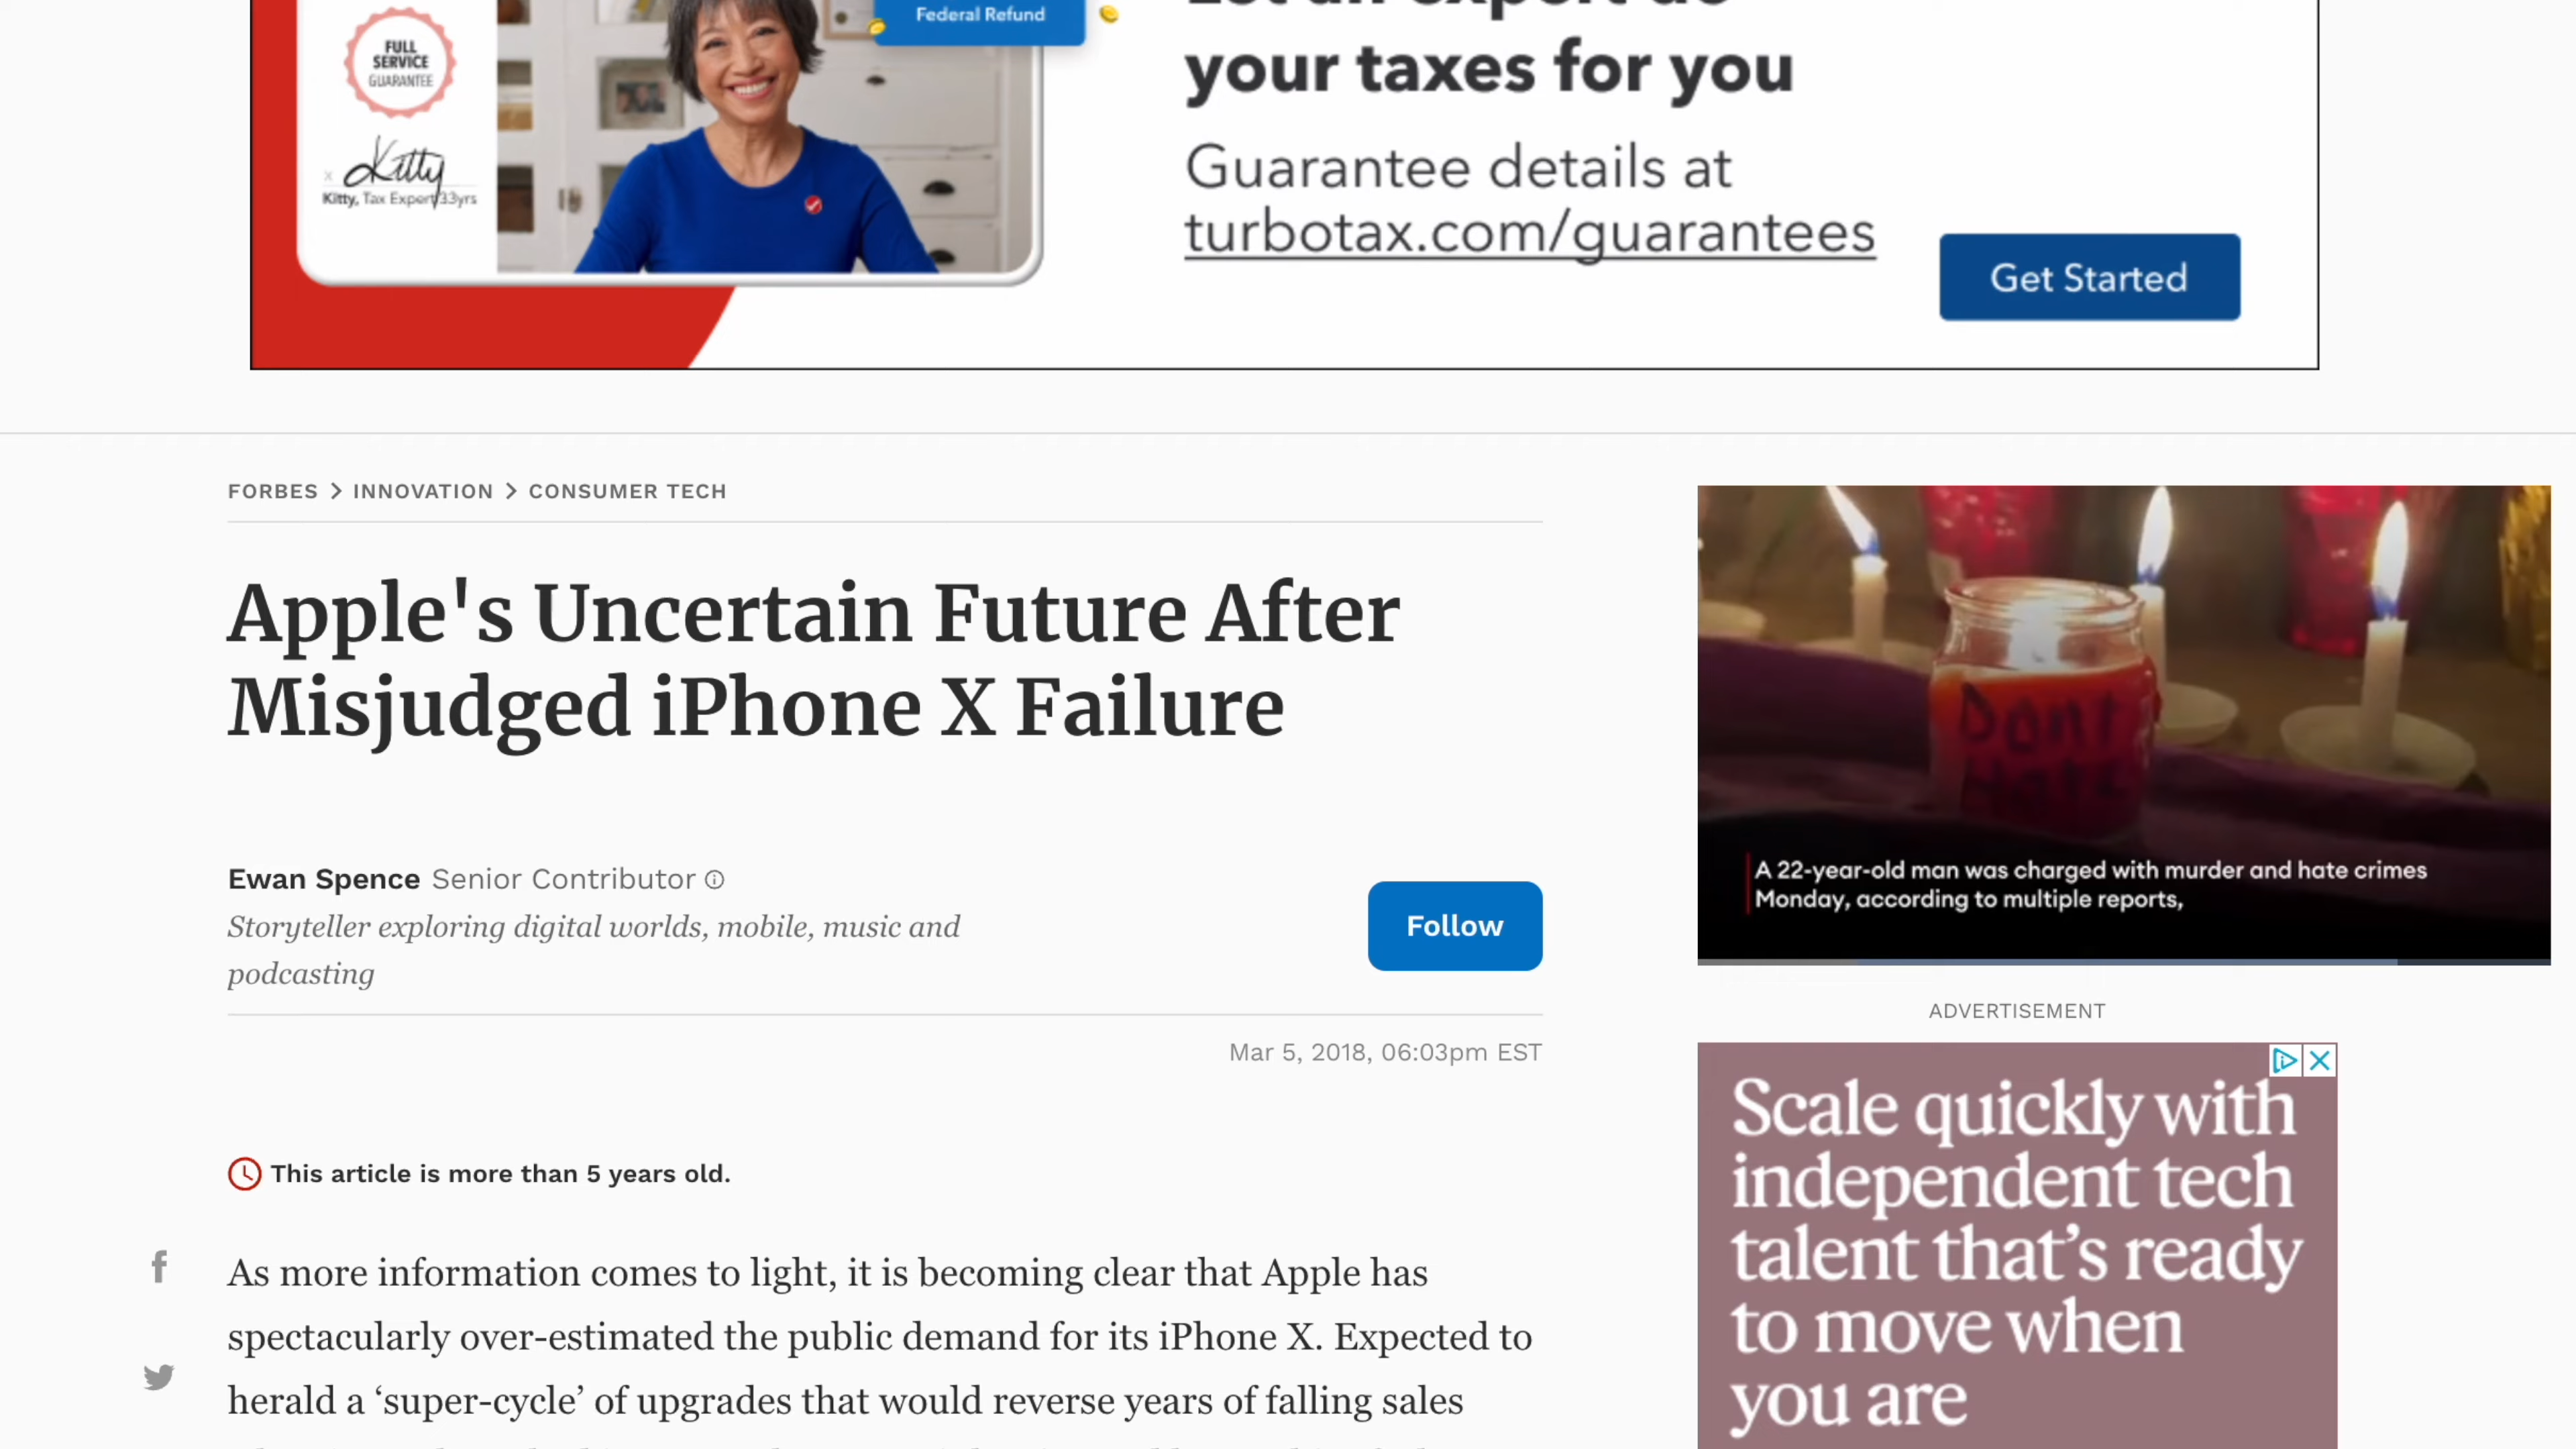 Federal Refund
FULL
SERVICE
GUARANTEE
Kitty
x
Kitty, Tax Expert 33yrs
your taxes for you
Guarantee details at
turbotax.com/guarantees
Get Started
FORBES > INNOVATION > CONSUMER TECH
Apple's Uncertain Future After
Misjudged iPhone X Failure
Ewan Spence Senior Contributor
Storyteller exploring digital worlds, mobile, music and
podcasting
Follow
Mar 5, 2018, 06:03pm EST
This article is more than 5 years old.
As more information comes to light, it is becoming clear that Apple has
spectacularly over-estimated the public demand for its iPhone X. Expected to
herald a ‘super-cycle’ of upgrades that would reverse years of falling sales
Dont
Hate
A 22-year-old man was charged with murder and hate crimes
Monday, according to multiple reports,
ADVERTISEMENT
Scale quickly with
independent tech
talent that’s ready
to move when
you are